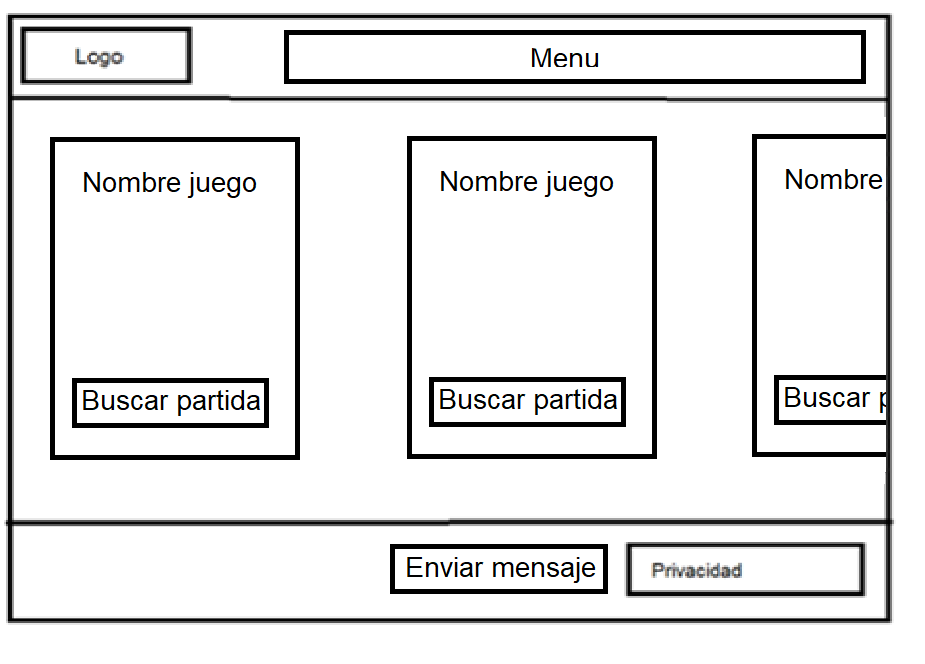 Logo
Menu
Nombre juego
Nombre juego
Nombre
Buscar partida
Buscar partida
Buscar p
Enviar mensaje
Privacidad